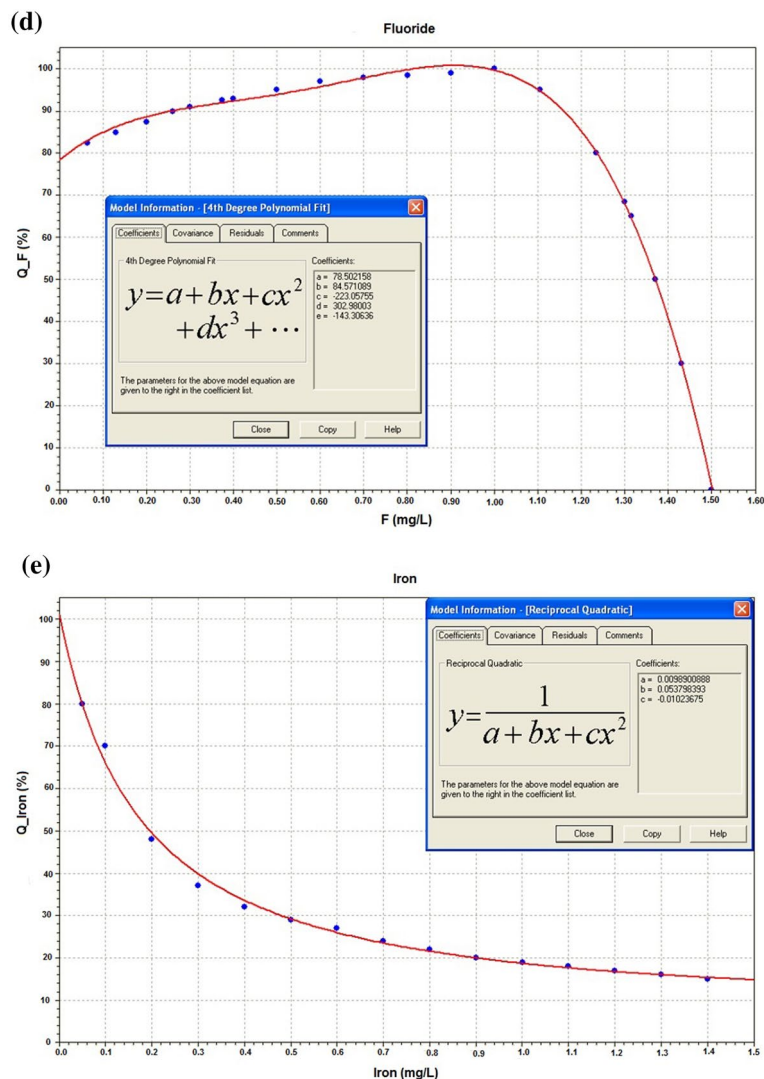 (d)
Fluoride
100
90
80
70
60
50
40
30
20
10
0
Q_F (%)
0.00 0.10 0.20 0.30 0.40 0.50 0.60 0.70 0.80 0.90 1.00 1.10 1.20 1.30 1.40 1.50 1.60
F (mg/L)
Model Information - [4th Degree Polynomial Fit]
Coefficients Covariance Residuals Comments
4th Degree Polynomial Fit
y=a+bx+cx²
+dx³+ ···
Coefficients:
a = 78.502158
b = 84.571089
c = -223.05755
d = 302.98003
e = -143.30636
The parameters for the above model equation are
given to the right in the coefficient list.
Close Copy Help
(e)
Iron
100
90
80
70
60
50
40
30
20
10
0
Q_Iron (%)
0.0 0.1 0.2 0.3 0.4 0.5 0.6 0.7 0.8 0.9 1.0 1.1 1.2 1.3 1.4 1.5
Iron (mg/L)
Model Information - [Reciprocal Quadratic]
Coefficients Covariance Residuals Comments
Reciprocal Quadratic
y= 1
a+bx+cx²
Coefficients:
a = 0.0098900888
b = 0.053798393
c = -0.01023675
The parameters for the above model equation are
given to the right in the coefficient list.
Close Copy Help